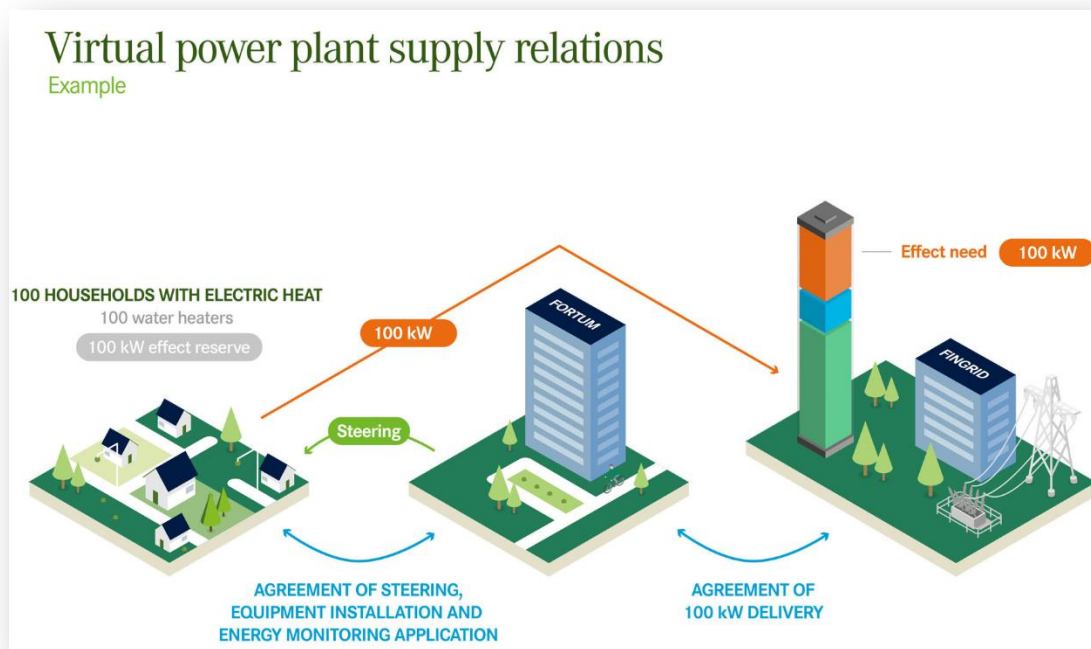 Virtual power plant supply relations
Example
100 HOUSEHOLDS WITH ELECTRIC HEAT
100 water heaters
100 kW effect reserve
100 kW
Steering
FORTUM
Effect need
100 kW
FINGRID
AGREEMENT OF STEERING,
EQUIPMENT INSTALLATION AND
ENERGY MONITORING APPLICATION
AGREEMENT OF
100 kW DELIVERY